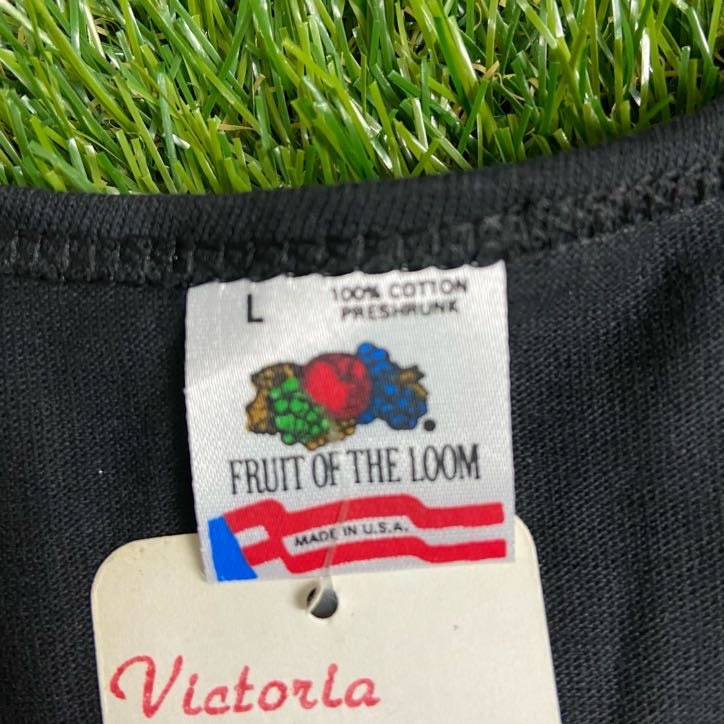 L
100% COTTON
PRESHRUNK
FRUIT OF THE LOOM
MADE IN U.S.A.
Victoria